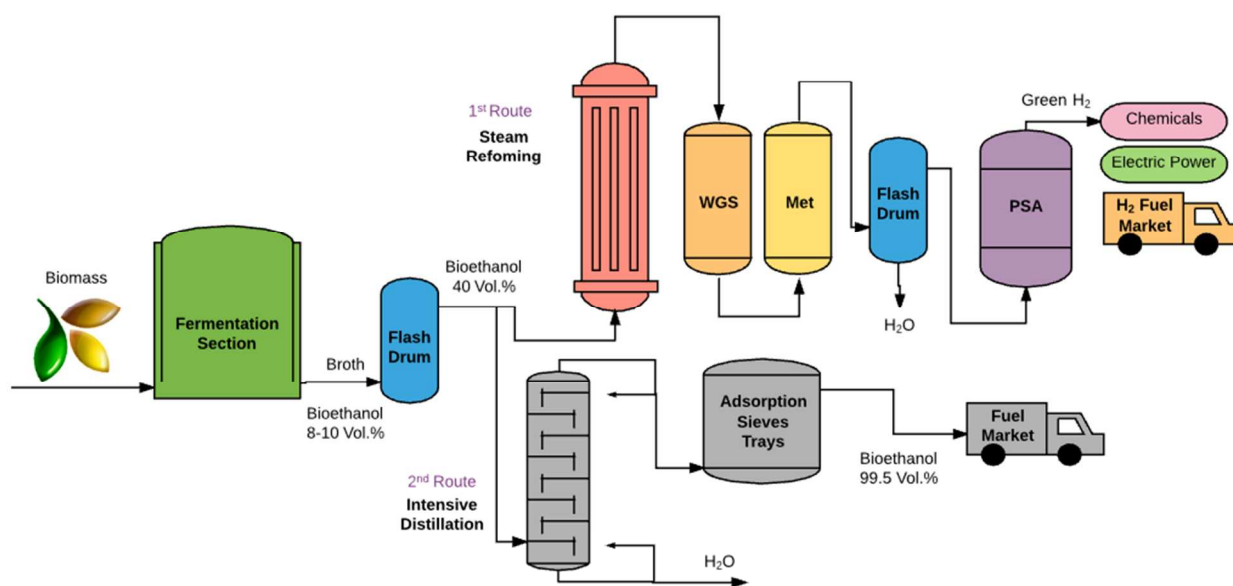 1st Route
Steam
Refoming
WGS
Met
Flash
Drum
H2O
PSA
Green H2
Chemicals
Electric Power
H2 Fuel
Market
Biomass
Fermentation
Section
Broth
Bioethanol
8-10 Vol.%
Flash
Drum
Bioethanol
40 Vol.%
2nd Route
Intensive
Distillation
H2O
Adsorption
Sieves
Trays
Bioethanol
99.5 Vol.%
Fuel
Market